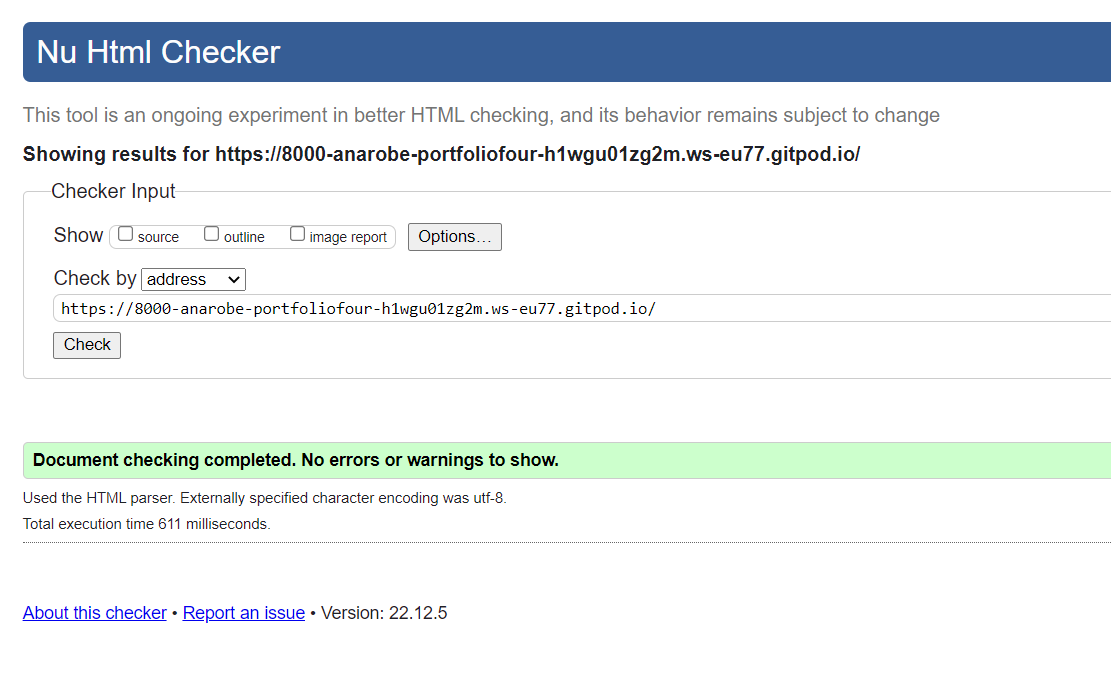 Nu Html Checker
This tool is an ongoing experiment in better HTML checking, and its behavior remains subject to change
Showing results for https://8000-anarobe-portfoliofour-h1wgu01zg2m.ws-eu77.gitpod.io/
Checker Input
Show source outline image report Options...
Check by address
https://8000-anarobe-portfoliofour-h1wgu01zg2m.ws-eu77.gitpod.io/
Check
Document checking completed. No errors or warnings to show.
Used the HTML parser. Externally specified character encoding was utf-8.
Total execution time 611 milliseconds.
About this checker • Report an issue • Version: 22.12.5